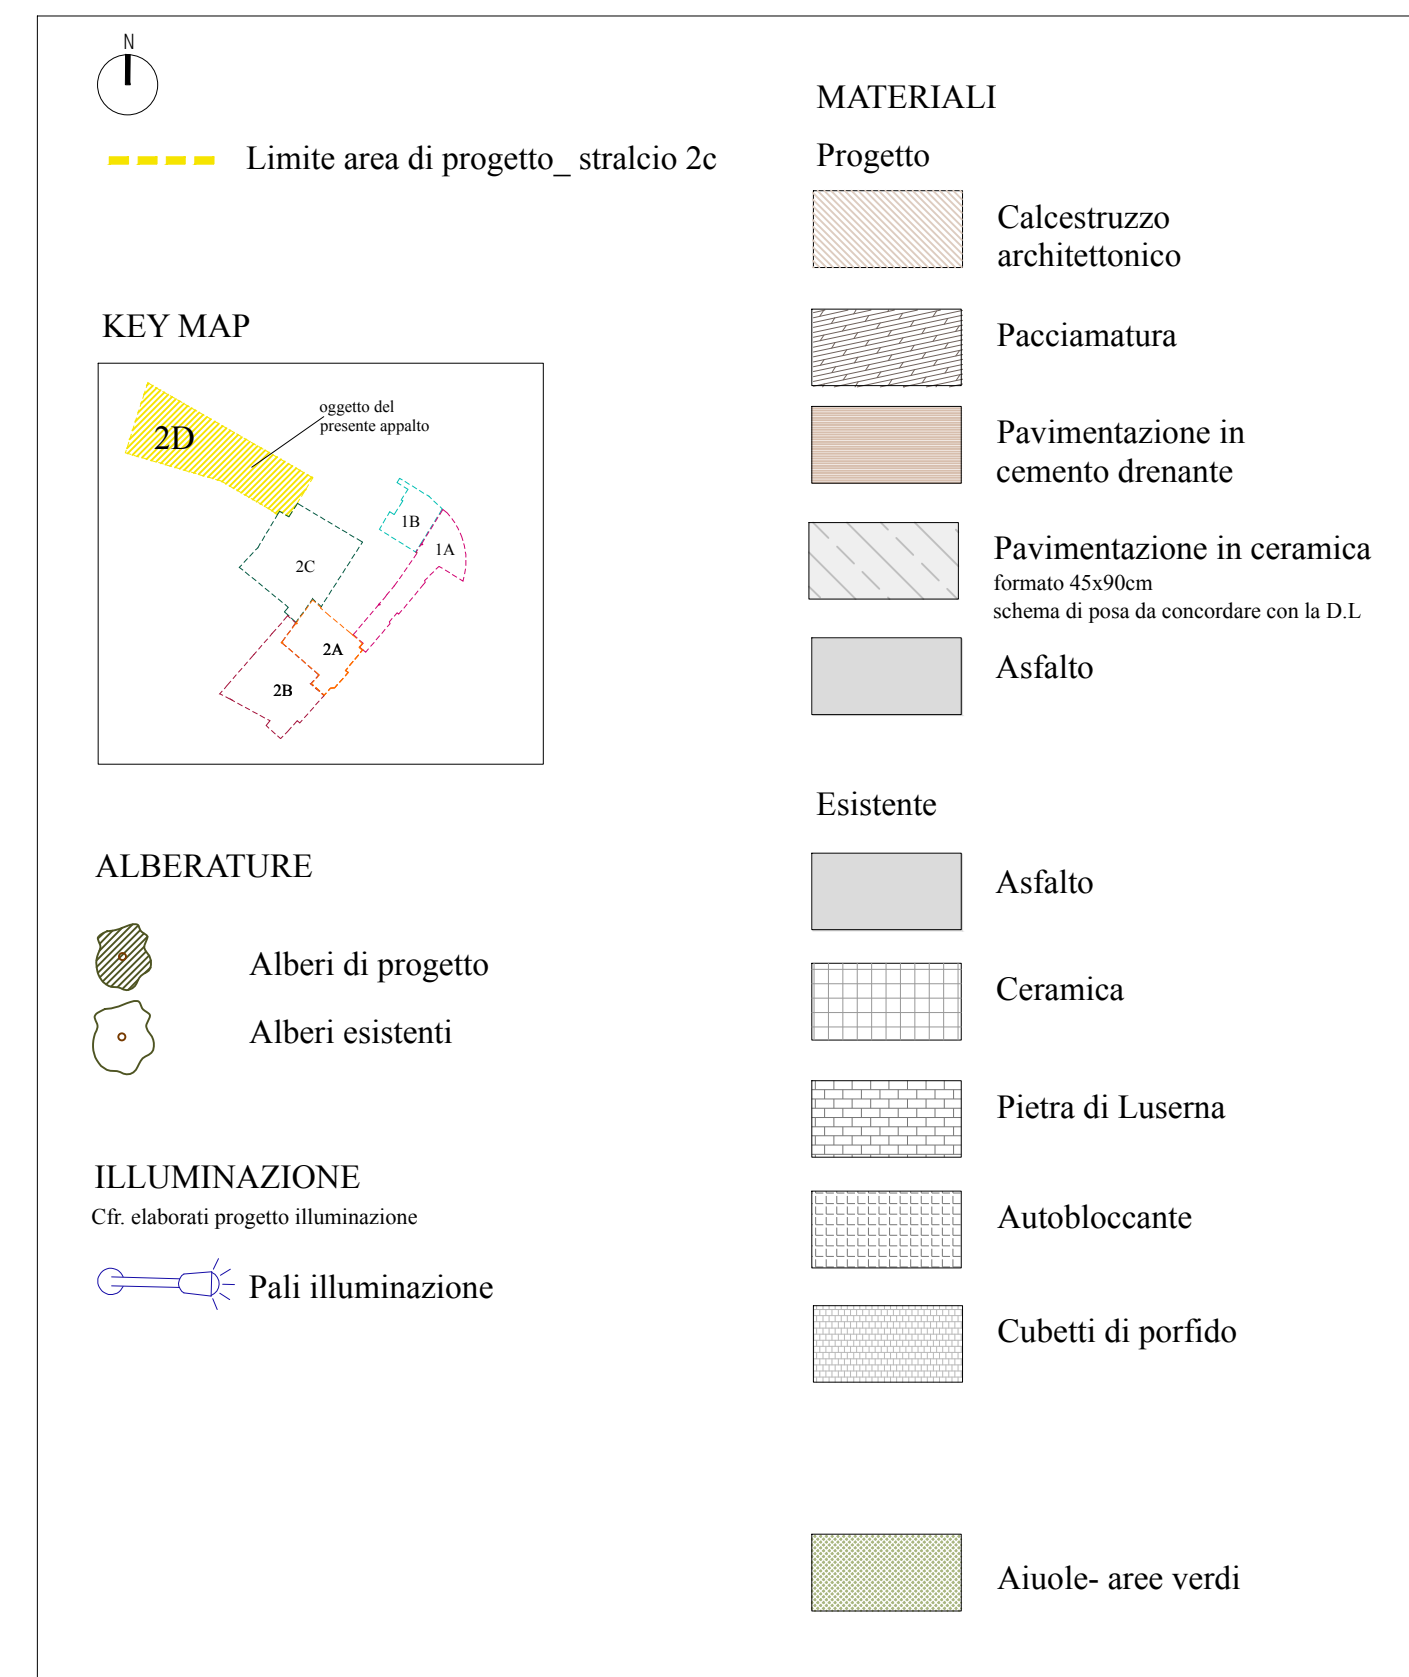 N
Limite area di progetto_ stralcio 2c
KEY MAP
2D
oggetto del
presente appalto
1B
1A
2C
2A
2B
ALBERATURE
Alberi di progetto
Alberi esistenti
ILLUMINAZIONE
Cfr. elaborati progetto illuminazione
Pali illuminazione
MATERIALI
Progetto
Calcestruzzo
architettonico
Pacciamatura
Pavimentazione in
cemento drenante
Pavimentazione in ceramica
formato 45x90cm
schema di posa da concordare con la D.L
Asfalto
Esistente
Asfalto
Ceramica
Pietra di Luserna
Autobloccante
Cubetti di porfido
Aiuole- aree verdi